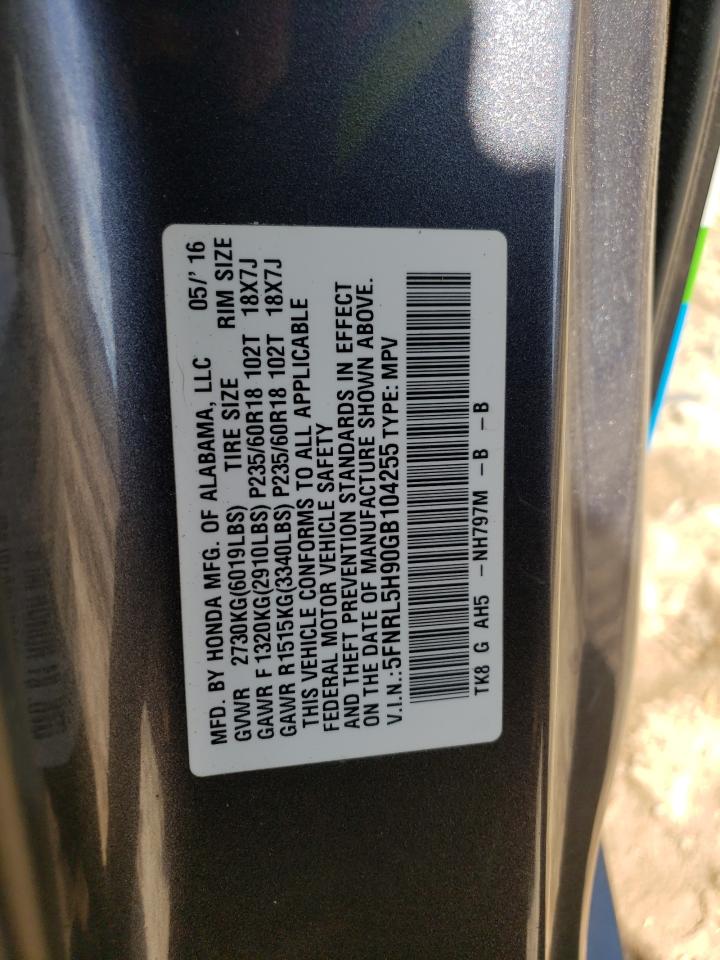 MFD. BY HONDA MFG. OF ALABAMA, LLC 05/' 16
GVWR 2730KG(6019LBS) TIRE SIZE RIM SIZE
GAWR F 1320KG(2910LBS) P235/60R18 102T 18X7J
GAWR R1515KG(3340LBS) P235/60R18 102T 18X7J
THIS VEHICLE CONFORMS TO ALL APPLICABLE
FEDERAL MOTOR VEHICLE SAFETY
AND THEFT PREVENTION STANDARDS IN EFFECT
ON THE DATE OF MANUFACTURE SHOWN ABOVE.
V.I.N.:5FNRL5H90GB104255 TYPE: MPV
TK8 G AH5 -NH797M -B -B